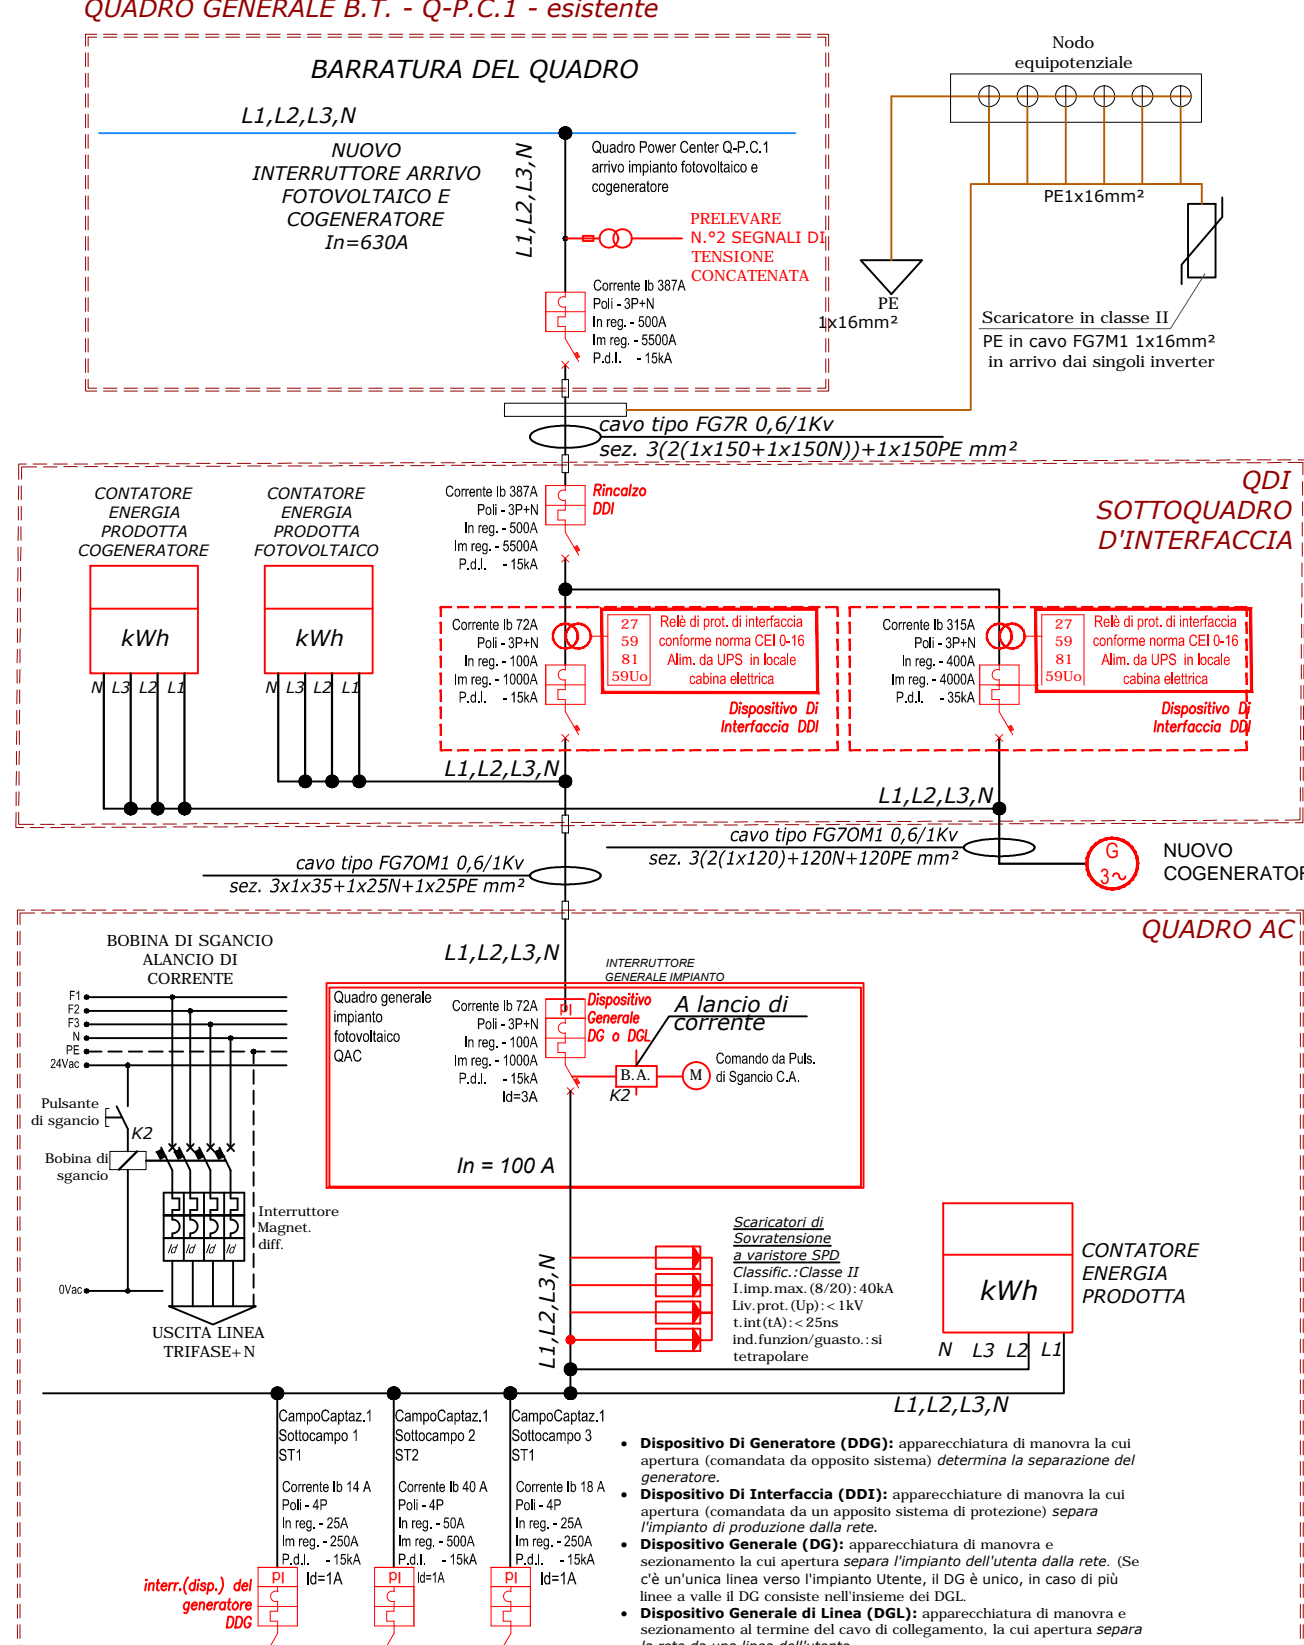 QUADRO GENERALE B.T. - Q-P.C.1 - esistente
BARRATURA DEL QUADRO
L1,L2,L3,N
NUOVO
INTERRUTTORE ARRIVO
FOTOVOLTAICO E
COGENERATORE
In=630A
L1,L2,L3,N
Quadro Power Center Q-P.C.1
arrivo impianto fotovoltaico e
cogeneratore
PRELEVARE
N.°2 SEGNALI DI
TENSIONE
CONCATENATA
Corrente Ib 387A
Poli - 3P+N
In reg. - 500A
Im reg. - 5500A
P.d.I. - 15kA
Nodo
equipotenziale
PE1x16mm²
PE
1x16mm²
Scaricatore in classe II
PE in cavo FG7M1 1x16mm²
in arrivo dai singoli inverter
cavo tipo FG7R 0,6/1Kv
sez. 3(2(1x150+1x150N))+1x150PE mm²
QDI
SOTTOQUADRO
D'INTERFACCIA
CONTATORE
ENERGIA
PRODOTTA
COGENERATORE
kWh
N L3 L2 L1
CONTATORE
ENERGIA
PRODOTTA
FOTOVOLTAICO
kWh
N L3 L2 L1
Corrente Ib 387A
Poli - 3P+N
In reg. - 500A
Im reg. - 5500A
P.d.I. - 15kA
Rincalzo
DDI
Corrente Ib 72A
Poli - 3P+N
In reg. - 100A
Im reg. - 1000A
P.d.I. - 15kA
27
59
81
59Uo
Relè di prot. di interfaccia
conforme norma CEI 0-16
Alim. da UPS in locale
cabina elettrica
Dispositivo Di
Interfaccia DDI
Corrente Ib 315A
Poli - 3P+N
In reg. - 400A
Im reg. - 4000A
P.d.I. - 35kA
27
59
81
59Uo
Relè di prot. di interfaccia
conforme norma CEI 0-16
Alim. da UPS in locale
cabina elettrica
Dispositivo Di
Interfaccia DDI
L1,L2,L3,N
L1,L2,L3,N
cavo tipo FG7OM1 0,6/1Kv
sez. 3(2(1x120)+120N+120PE mm²
G
3~
NUOVO
COGENERATOR
cavo tipo FG7OM1 0,6/1Kv
sez. 3x1x35+1x25N+1x25PE mm²
QUADRO AC
BOBINA DI SGANCIO
ALANCIO DI
CORRENTE
F1
F2
F3
N
PE
24Vac
Pulsante
di sgancio
K2
Bobina di
sgancio
Interruttore
Magnet.
diff.
Id Id Id Id
0Vac
USCITA LINEA
TRIFASE+N
L1,L2,L3,N
INTERRUTTORE
GENERALE IMPIANTO
Quadro generale
impianto
fotovoltaico
QAC
Corrente Ib 72A
Poli - 3P+N
In reg. - 100A
Im reg. - 1000A
P.d.I. - 15kA
Id=3A
PI
Dispositivo
Generale
DG o DGL
A lancio di
corrente
B.A.
K2
M
Comando da Puls.
di Sgancio C.A.
In = 100 A
L1,L2,L3,N
Scaricatori di
Sovratensione
a varistore SPD
Classific.:Classe II
I.imp.max.(8/20):40kA
Liv.prot.(Up):<1kV
t.int(tA):<25ns
ind.funzion/guasto.:si
tetrapolare
kWh
N L3 L2 L1
CONTATORE
ENERGIA
PRODOTTA
L1,L2,L3,N
CampoCaptaz.1
Sottocampo 1
ST1
Corrente Ib 14 A
Poli - 4P
In reg. - 25A
Im reg. - 250A
P.d.I. - 15kA
PI Id=1A
CampoCaptaz.1
Sottocampo 2
ST2
Corrente Ib 40 A
Poli - 4P
In reg. - 50A
Im reg. - 500A
P.d.I. - 15kA
PI Id=1A
CampoCaptaz.1
Sottocampo 3
ST1
Corrente Ib 18 A
Poli - 4P
In reg. - 25A
Im reg. - 250A
P.d.I. - 15kA
PI Id=1A
interr.(disp.) del
generatore
DDG
• Dispositivo Di Generatore (DDG): apparecchiatura di manovra la cui
apertura (comandata da opposito sistema) determina la separazione del
generatore.
• Dispositivo Di Interfaccia (DDI): apparecchiature di manovra la cui
apertura (comandata da un apposito sistema di protezione) separa
l'impianto di produzione dalla rete.
• Dispositivo Generale (DG): apparecchiatura di manovra e
sezionamento la cui apertura separa l'impianto dell'utenta dalla rete. (Se
c'è un'unica linea verso l'impianto Utente, il DG è unico, in caso di più
linee a valle il DG consiste nell'insieme dei DGL.
• Dispositivo Generale di Linea (DGL): apparecchiatura di manovra e
sezionamento al termine del cavo di collegamento, la cui apertura separa
la rete da una linea dell'utente